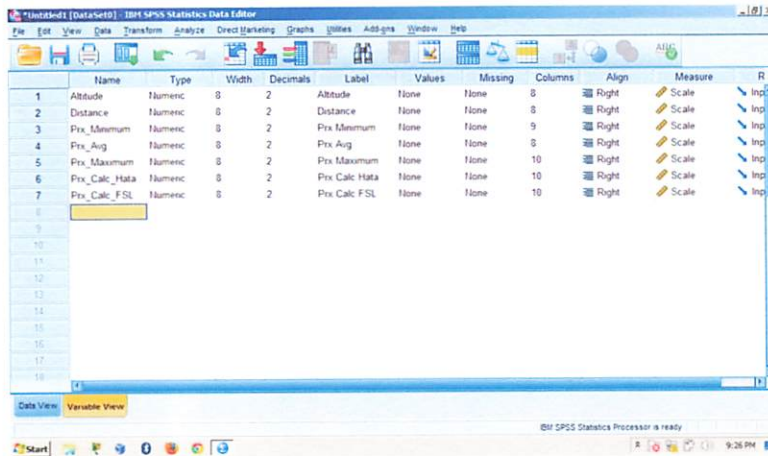 *Untitled1 [DataSet0] - IBM SPSS Statistics Data Editor
File Edit View Data Transform Analyze Direct Marketing Graphs Utilities Add-ons Window Help
Name Type Width Decimals Label Values Missing Columns Align Measure R
1 Altitude Numeric 8 2 Altitude None None 8 Right Scale Inp
2 Distance Numeric 8 2 Distance None None 8 Right Scale Inp
3 Prx_Minimum Numeric 8 2 Prx Minimum None None 9 Right Scale Inp
4 Prx_Avg Numeric 8 2 Prx Avg None None 8 Right Scale Inp
5 Prx_Maximum Numeric 8 2 Prx Maximum None None 10 Right Scale Inp
6 Prx_Calc_Hata Numeric 8 2 Prx Calc Hata None None 10 Right Scale Inp
7 Prx_Calc_FSL Numeric 8 2 Prx Calc FSL None None 10 Right Scale Inp
8
9
10
11
12
13
14
15
16
17
18
Data View Variable View
IBM SPSS Statistics Processor is ready
Start 9:26 PM